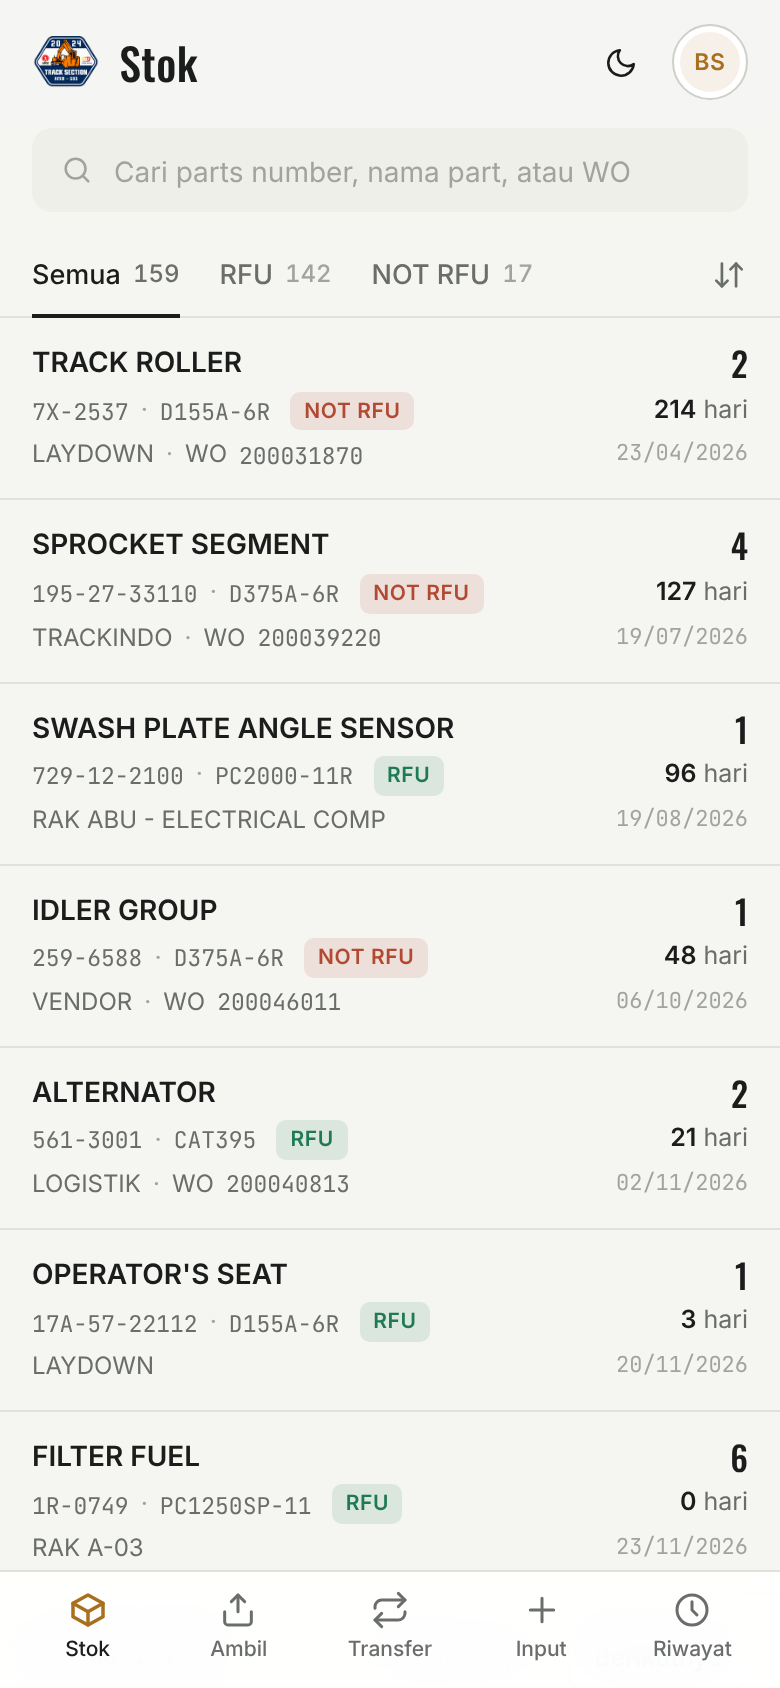 20 24
TRACK SECTION
Stok
BS
Cari parts number, nama part, atau WO
Semua 159 RFU 142 NOT RFU 17
TRACK ROLLER 2
7X-2537 · D155A-6R NOT RFU 214 hari
LAYDOWN · WO 200031870 23/04/2026
SPROCKET SEGMENT 4
195-27-33110 · D375A-6R NOT RFU 127 hari
TRACKINDO · WO 200039220 19/07/2026
SWASH PLATE ANGLE SENSOR 1
729-12-2100 · PC2000-11R RFU 96 hari
RAK ABU - ELECTRICAL COMP 19/08/2026
IDLER GROUP 1
259-6588 · D375A-6R NOT RFU 48 hari
VENDOR · WO 200046011 06/10/2026
ALTERNATOR 2
561-3001 · CAT395 RFU 21 hari
LOGISTIK · WO 200040813 02/11/2026
OPERATOR'S SEAT 1
17A-57-22112 · D155A-6R RFU 3 hari
LAYDOWN 20/11/2026
FILTER FUEL 6
1R-0749 · PC1250SP-11 RFU 0 hari
RAK A-03 23/11/2026
Stok Ambil Transfer Input Riwayat